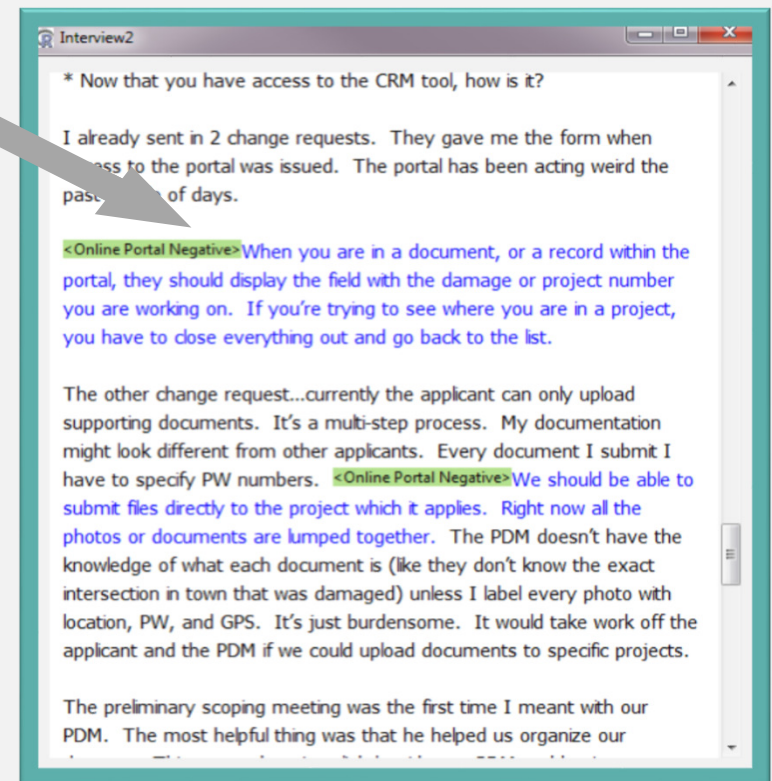 Interview2
* Now that you have access to the CRM tool, how is it?
I already sent in 2 change requests. They gave me the form when
to the portal was issued. The portal has been acting weird the
of days.
<Online Portal Negative>When you are in a document, or a record within the
portal, they should display the field with the damage or project number
you are working on. If you're trying to see where you are in a project,
you have to close everything out and go back to the list.
The other change request...currently the applicant can only upload
supporting documents. It's a multi-step process. My documentation
might look different from other applicants. Every document I submit I
have to specify PW numbers. <Online Portal Negative>We should be able to
submit files directly to the project which it applies. Right now all the
photos or documents are lumped together. The PDM doesn't have the
knowledge of what each document is (like they don't know the exact
intersection in town that was damaged) unless I label every photo with
location, PW, and GPS. It's just burdensome. It would take work off the
applicant and the PDM if we could upload documents to specific projects.
The preliminary scoping meeting was the first time I meant with our
PDM. The most helpful thing was that he helped us organize our